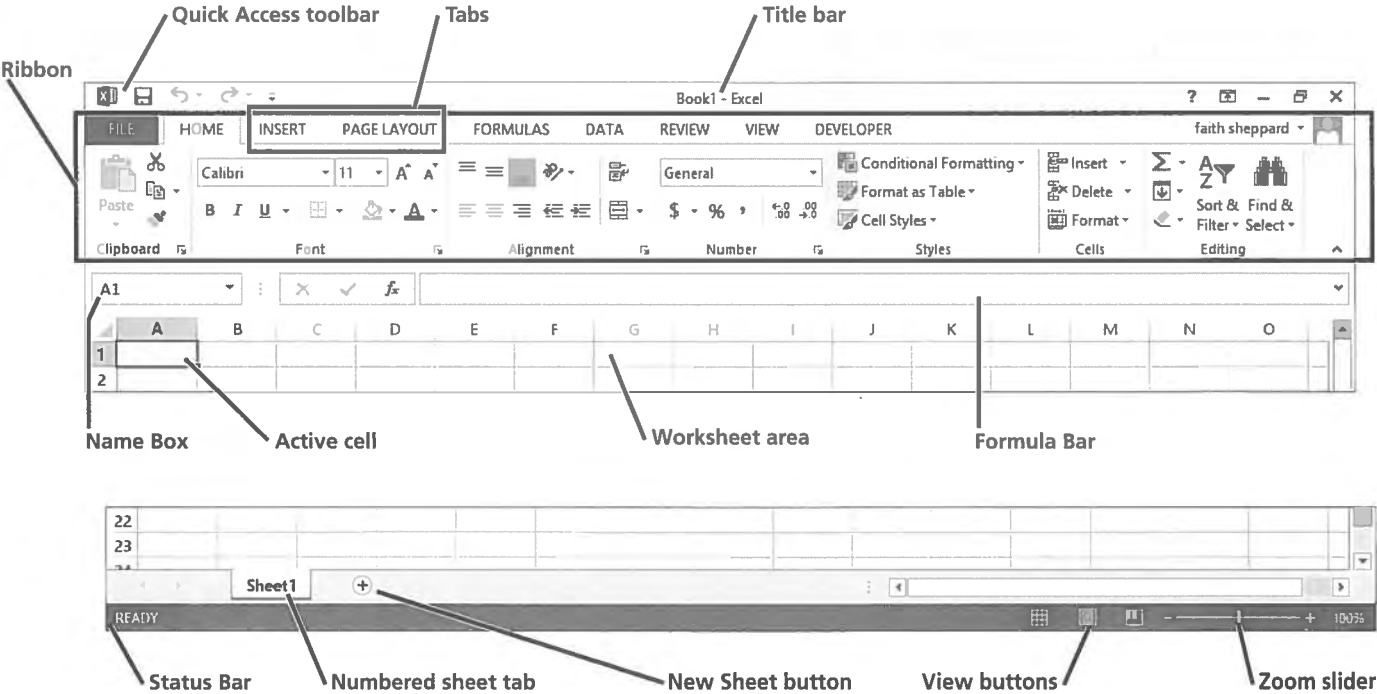 Quick Access toolbar Tabs Title bar
Ribbon
Book1 - Excel ?
FILE HOME INSERT PAGE LAYOUT FORMULAS DATA REVIEW VIEW DEVELOPER faith sheppard
Calibri 11 A A General Conditional Formatting Insert Σ A Z
Paste Format as Table Delete
B I U A $ % , .00 Cell Styles Format Sort & Filter Find & Select
Clipboard Font Alignment Number Styles Cells Editing
A1 fx
A B C D E F G H I J K L M N O
1
2
Name Box Active cell Worksheet area Formula Bar
22
23
24
Sheet1 +
READY - + 100%
Status Bar Numbered sheet tab New Sheet button View buttons Zoom slider